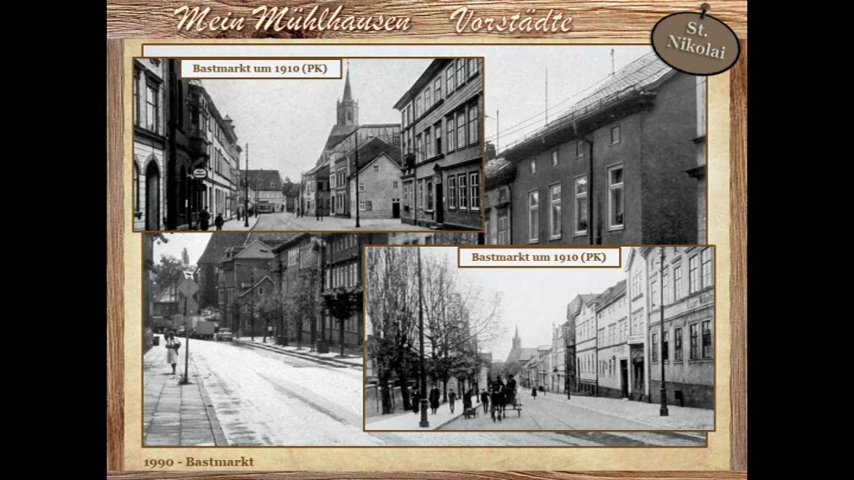 Mein Mühlhausen Vorstädte
St.
Nikolai
Bastmarkt um 1910 (PK)
Bastmarkt um 1910 (PK)
1990 - Bastmarkt